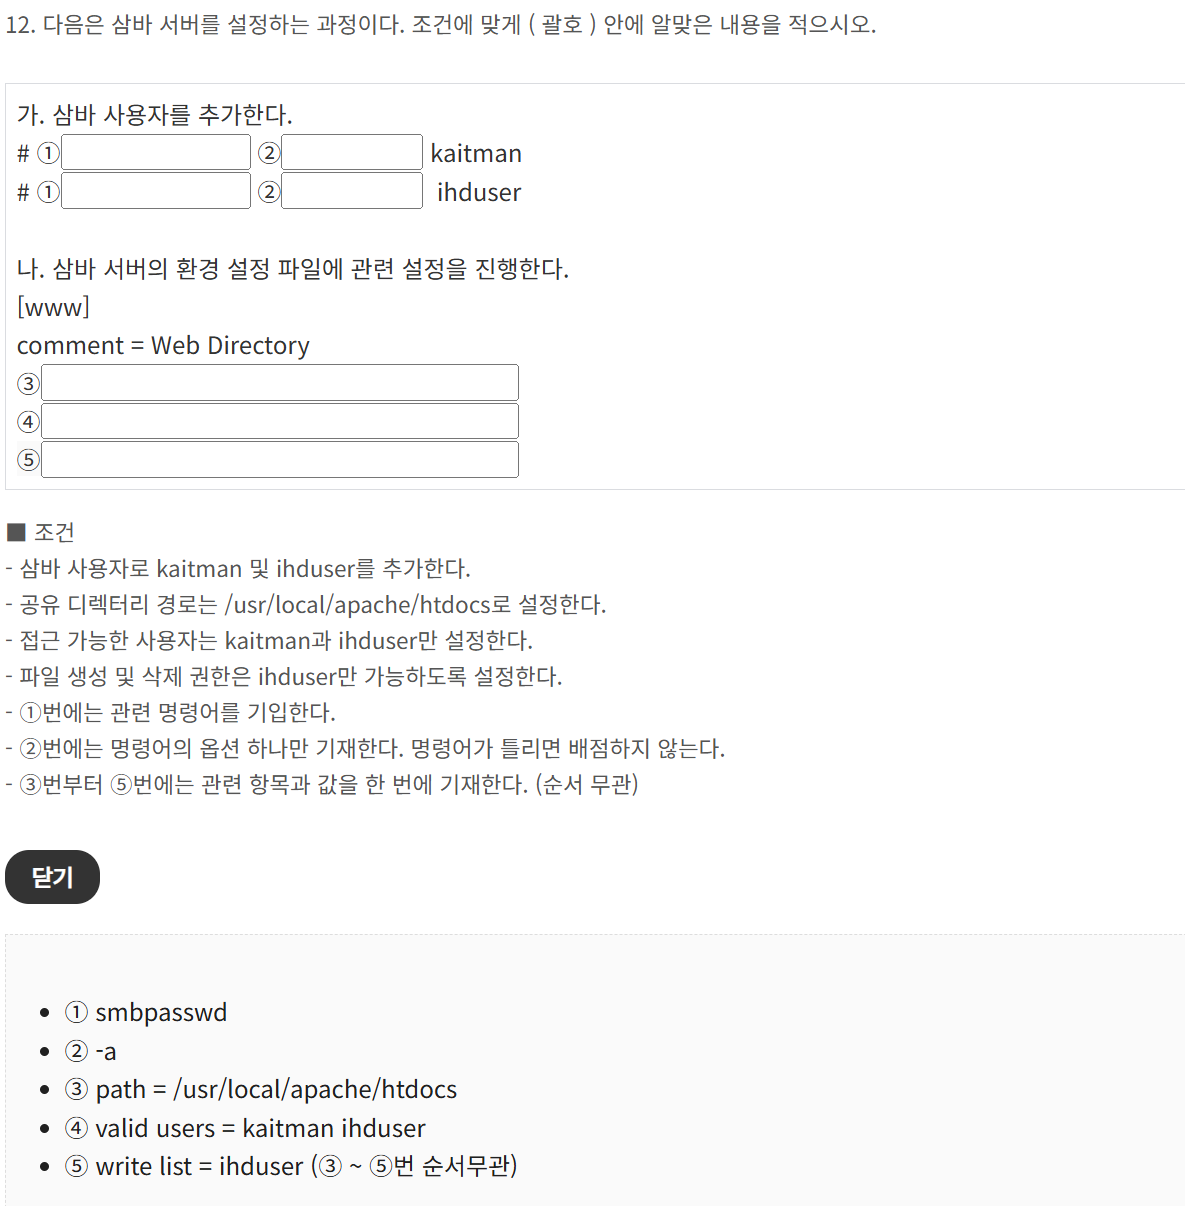 12. 다음은 삼바 서버를 설정하는 과정이다. 조건에 맞게 ( 괄호 ) 안에 알맞은 내용을 적으시오.
가. 삼바 사용자를 추가한다.
# ① ② kaitman
# ① ② ihduser
나. 삼바 서버의 환경 설정 파일에 관련 설정을 진행한다.
[www]
comment = Web Directory
③
④
⑤
■ 조건
- 삼바 사용자로 kaitman 및 ihduser를 추가한다.
- 공유 디렉터리 경로는 /usr/local/apache/htdocs로 설정한다.
- 접근 가능한 사용자는 kaitman과 ihduser만 설정한다.
- 파일 생성 및 삭제 권한은 ihduser만 가능하도록 설정한다.
- ①번에는 관련 명령어를 기입한다.
- ②번에는 명령어의 옵션 하나만 기재한다. 명령어가 틀리면 배점하지 않는다.
- ③번부터 ⑤번에는 관련 항목과 값을 한 번에 기재한다. (순서 무관)
닫기
• ① smbpasswd
• ② -a
• ③ path = /usr/local/apache/htdocs
• ④ valid users = kaitman ihduser
• ⑤ write list = ihduser (③ ~ ⑤번 순서무관)